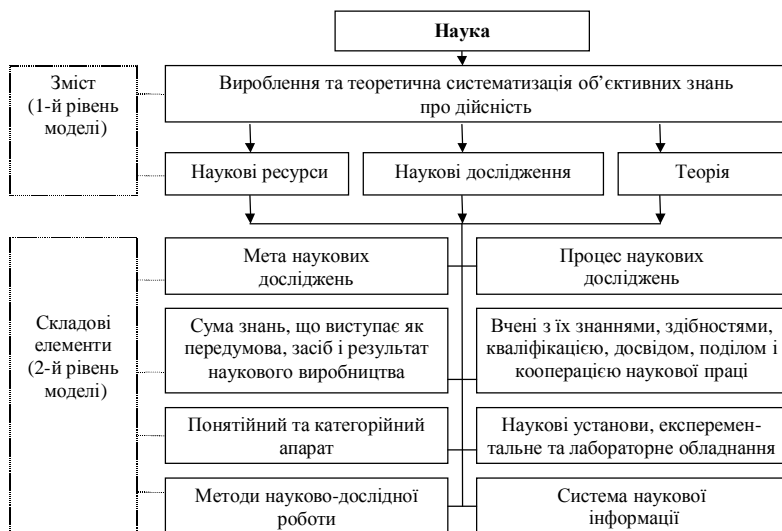 Наука
Зміст
(1-й рівень
моделі)
Вироблення та теоретична систематизація об’єктивних знань
про дійсність
Наукові ресурси
Наукові дослідження
Теорія
Складові
елементи
(2-й рівень
моделі)
Мета наукових
досліджень
Процес наукових
досліджень
Сума знань, що виступає як
передумова, засіб і результат
наукового виробництва
Вчені з їх знаннями, здібностями,
кваліфікацією, досвідом, поділом і
кооперацією наукової праці
Понятійний та категорійний
апарат
Наукові установи, експеремен-
тальне та лабораторне обладнання
Методи науково-дослідної
роботи
Система наукової
інформації